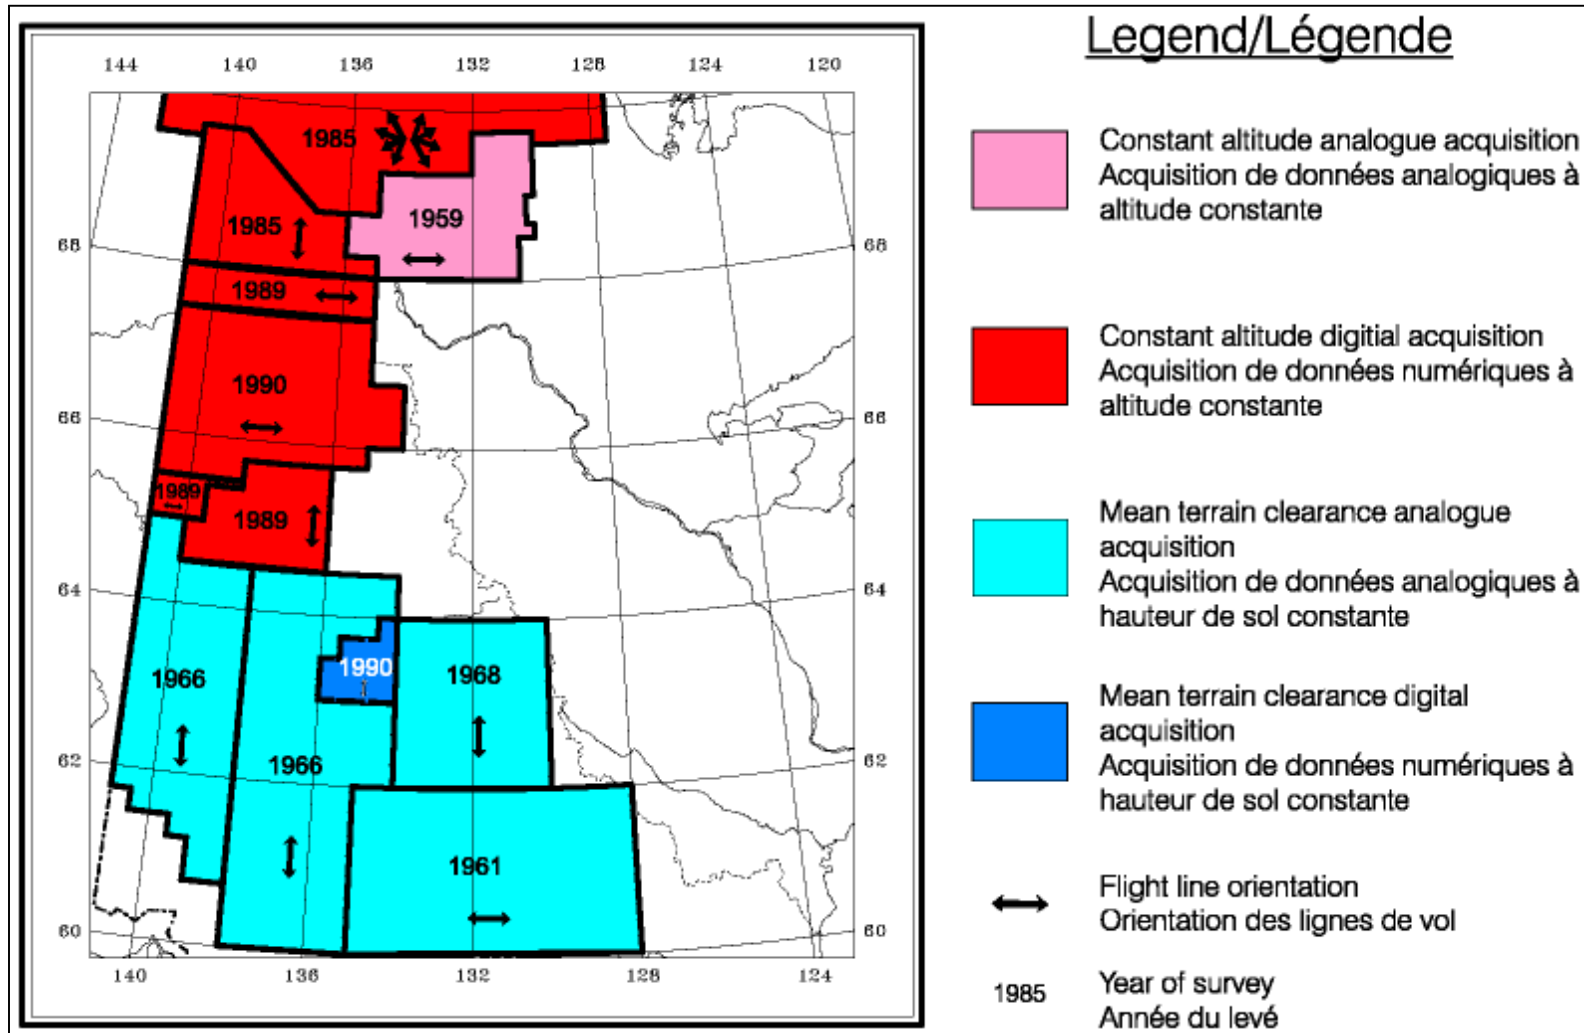 Legend/Légende
144 140 136 132 128 124 120
1985
1959
1985
68 68
1989
1990
66 66
1989
1989
64 64
1990
1966
1968
1966
62 62
1961
60 60
140 136 132 128 124
Constant altitude analogue acquisition
Acquisition de données analogiques à
altitude constante
Constant altitude digitial acquisition
Acquisition de données numériques à
altitude constante
Mean terrain clearance analogue
acquisition
Acquisition de données analogiques à
hauteur de sol constante
Mean terrain clearance digital
acquisition
Acquisition de données numériques à
hauteur de sol constante
Flight line orientation
Orientation des lignes de vol
1985 Year of survey
Année du levé